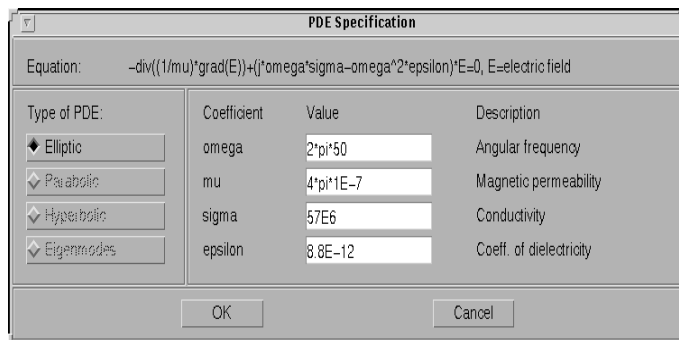 PDE Specification
Equation: −div((1/mu)*grad(E))+(j*omega*sigma−omega^2*epsilon)*E=0, E=electric field
Type of PDE:
Elliptic
Parabolic
Hyperbolic
Eigenmodes
Coefficient Value Description
omega 2*pi*50 Angular frequency
mu 4*pi*1E−7 Magnetic permeability
sigma 57E6 Conductivity
epsilon 8.8E−12 Coeff. of dielectricity
OK Cancel